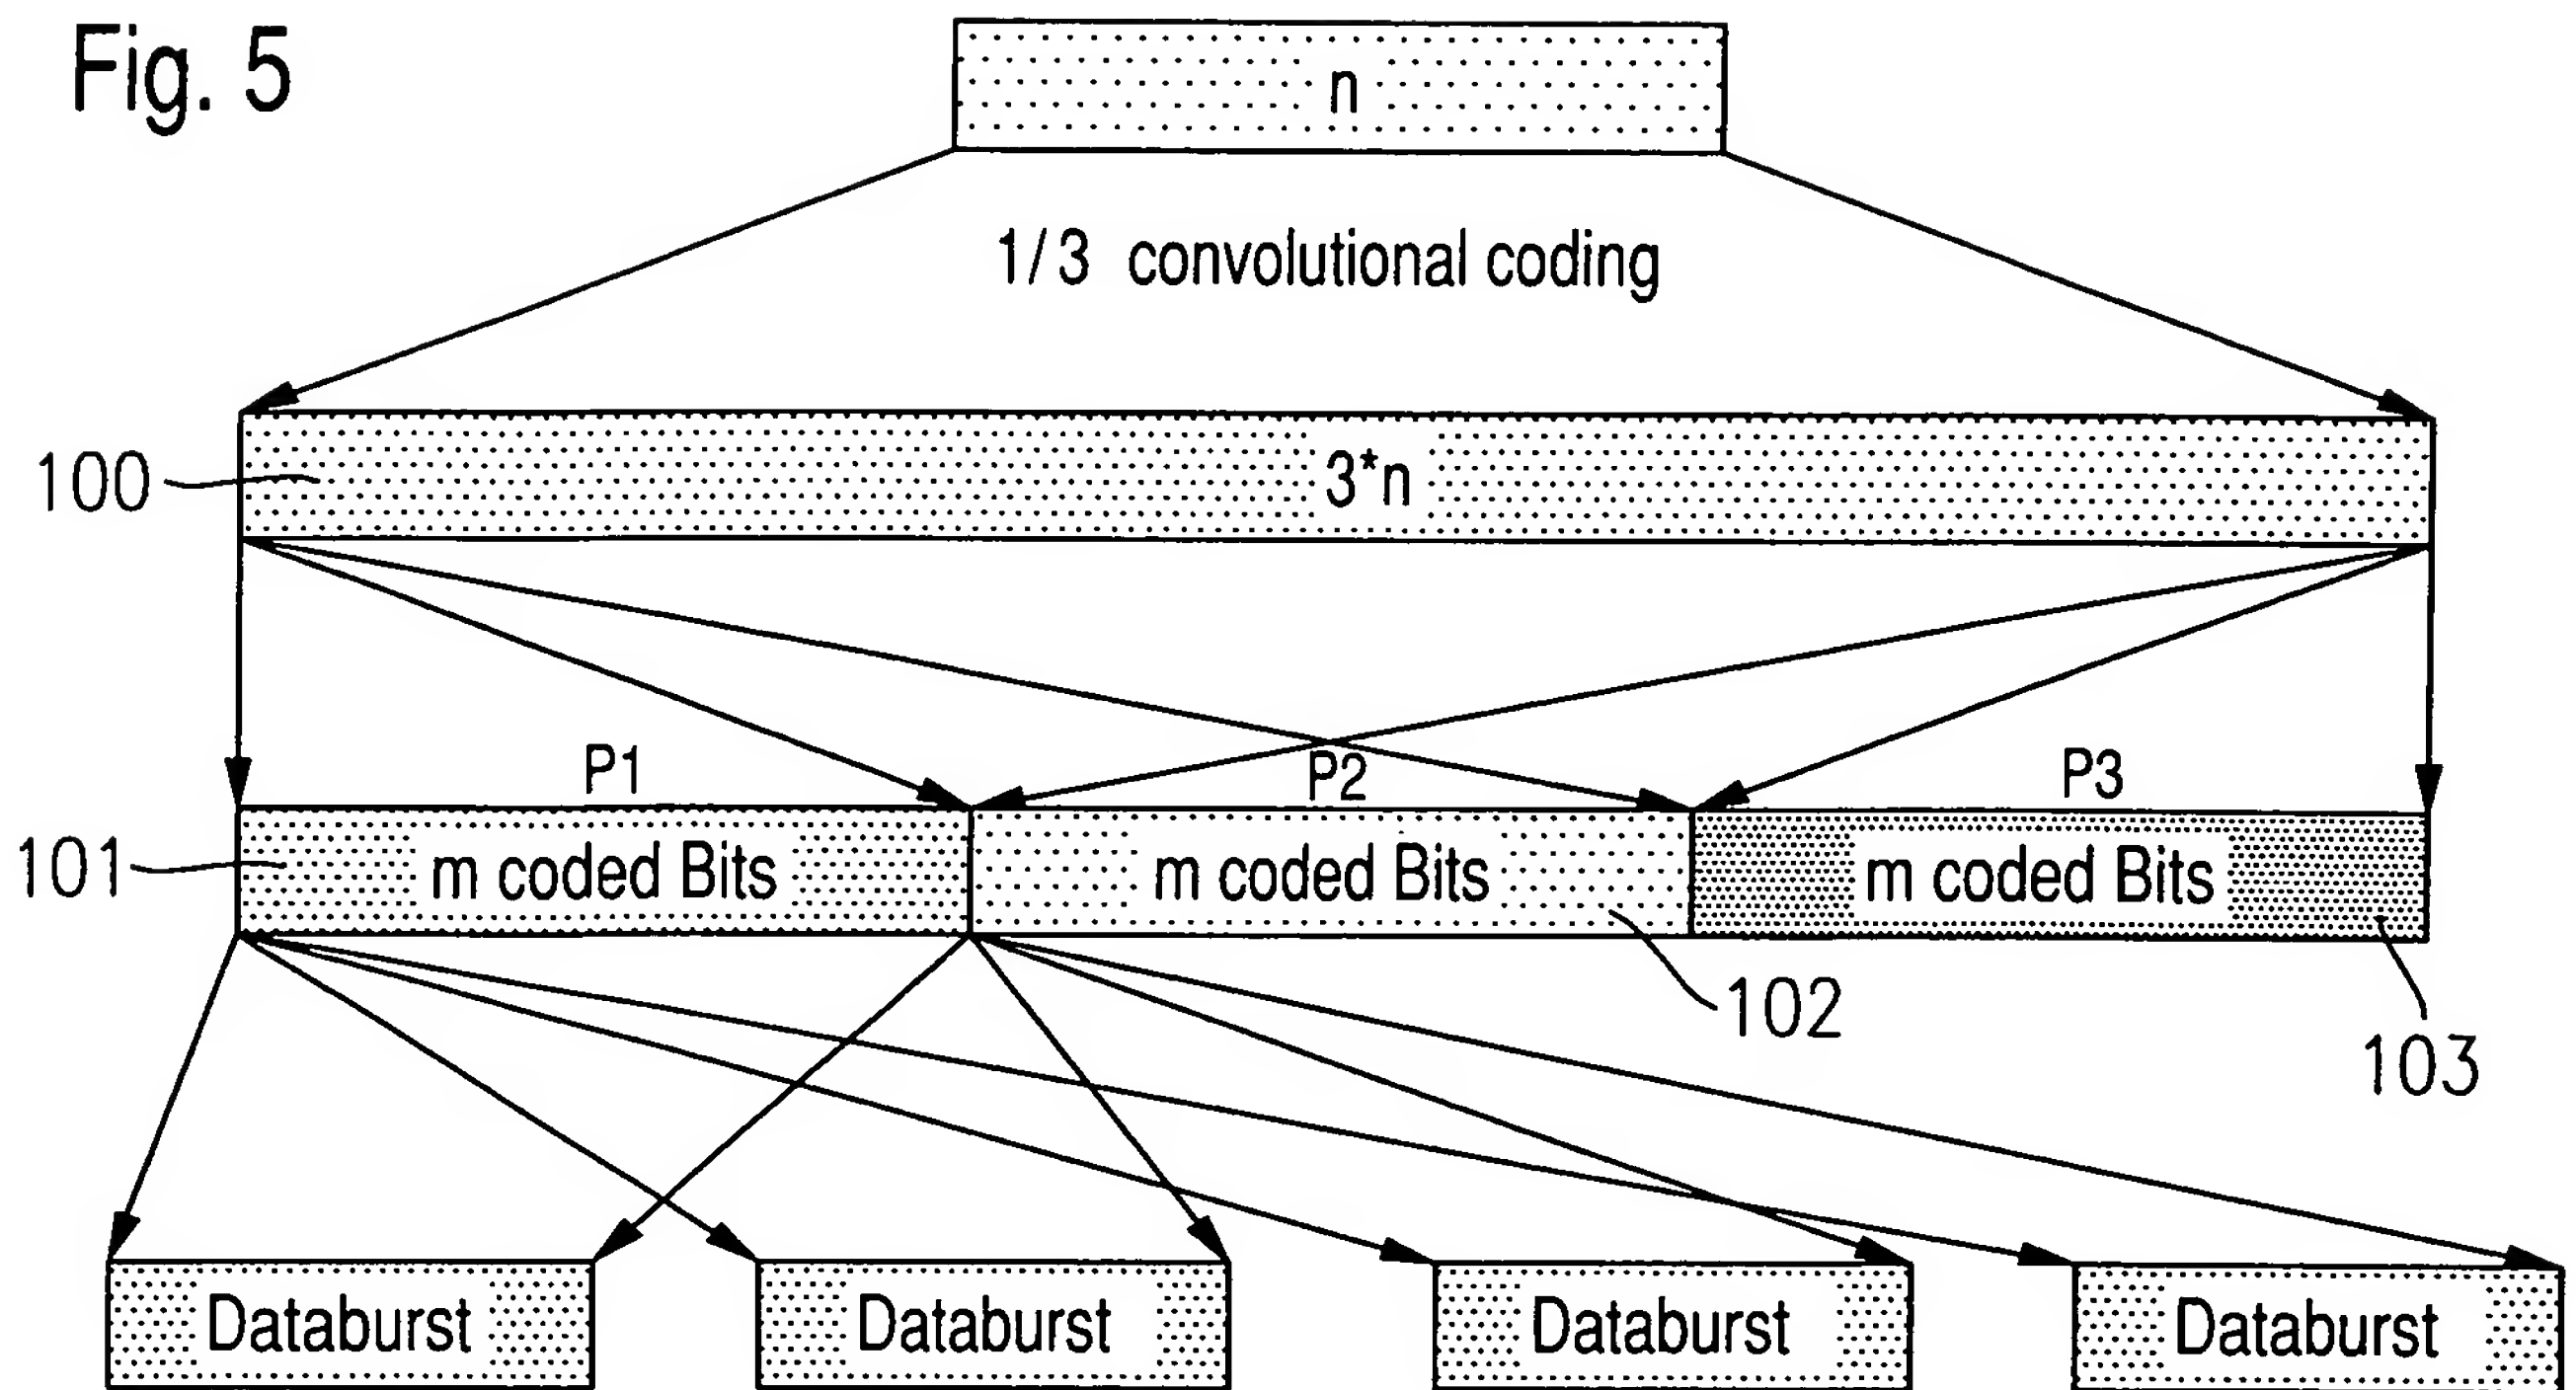 Fig. 5
n
1/3 convolutional coding
100
3*n
P1
P2
P3
101
m coded Bits
m coded Bits
m coded Bits
102
103
Databurst
Databurst
Databurst
Databurst